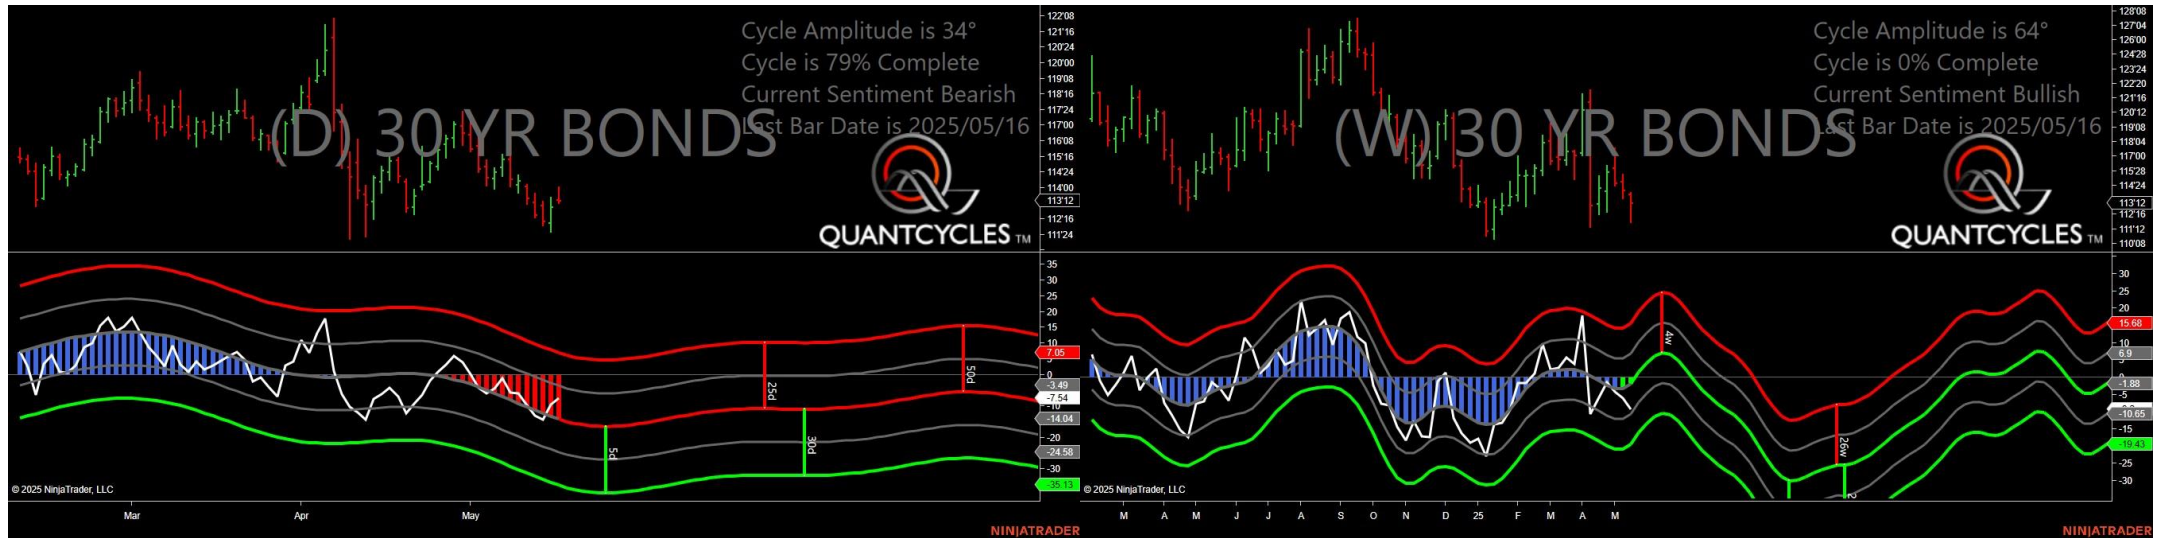 Cycle Amplitude is 34°
Cycle is 79% Complete
Current Sentiment Bearish
Last Bar Date is 2025/05/16
(D) 30 YR BONDS
QUANTCYCLES TM
122'08
121'16
120'24
120'00
119'08
118'16
117'24
117'00
116'08
115'16
114'24
114'00
113'12
112'16
111'24
35
30
25
20
15
10
7.05
5
0
-3.49
-7.54
-10
-14.04
-20
-24.58
-30
-35.13
5d
25d
30d
50d
© 2025 NinjaTrader, LLC
Mar
Apr
May
NINJATRADER
Cycle Amplitude is 64°
Cycle is 0% Complete
Current Sentiment Bullish
Last Bar Date is 2025/05/16
(W) 30 YR BONDS
QUANTCYCLES TM
128'08
127'04
126'00
124'28
123'24
122'20
121'16
120'12
119'08
118'04
117'00
115'28
114'24
113'12
112'16
111'12
110'08
30
25
20
15.68
10
6.9
0
-1.88
-5
-10.65
-15
-19.43
-25
-30
4w
26w
2
© 2025 NinjaTrader, LLC
M A M J J A S O N D 25 F M A M
NINJATRADER